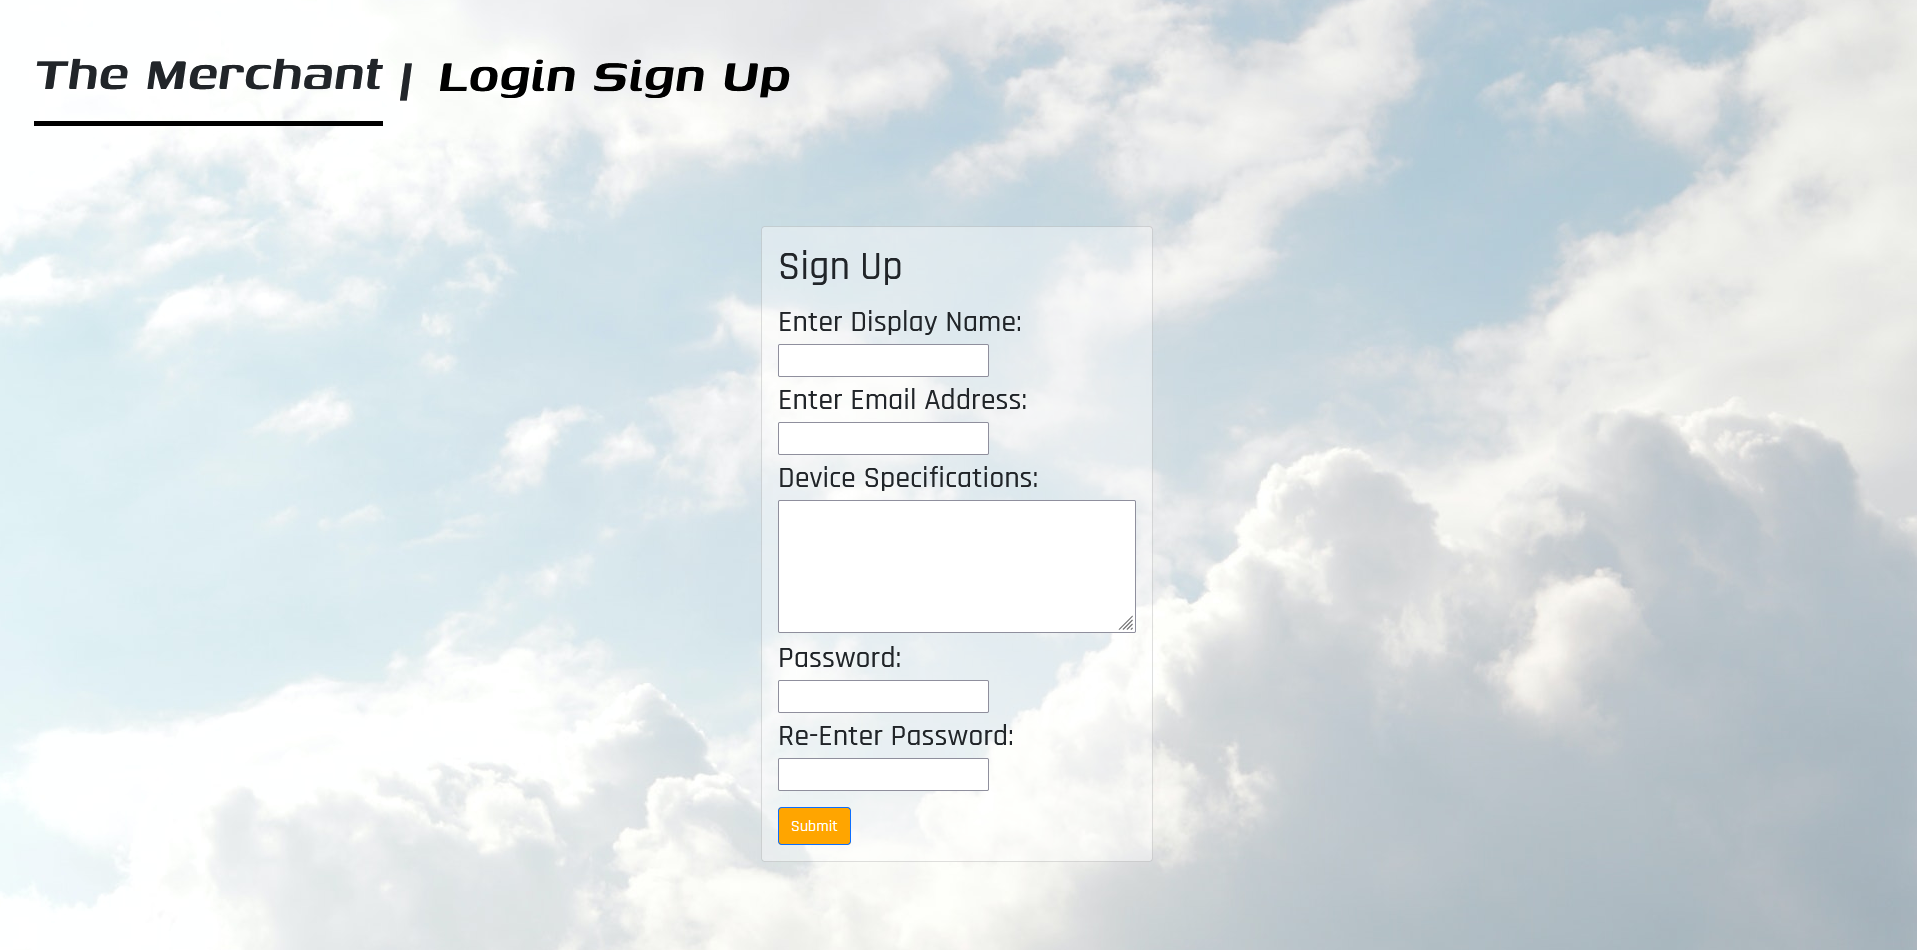 The Merchant | Login Sign Up
Sign Up
Enter Display Name:
Enter Email Address:
Device Specifications:
Password:
Re-Enter Password:
Submit